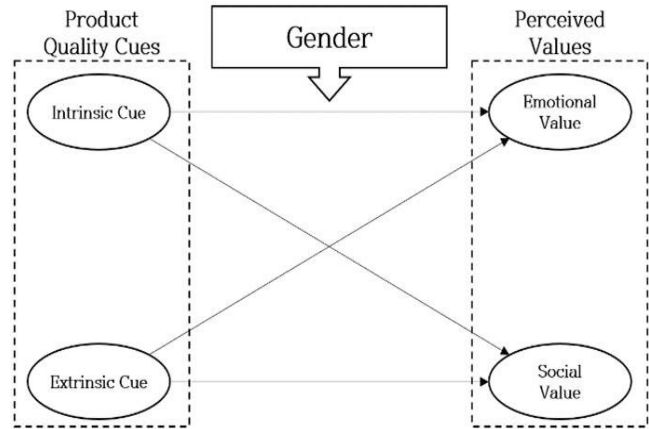 Product
Quality Cues
Gender
Perceived
Values
Intrinsic Cue
Emotional
Value
Extrinsic Cue
Social
Value